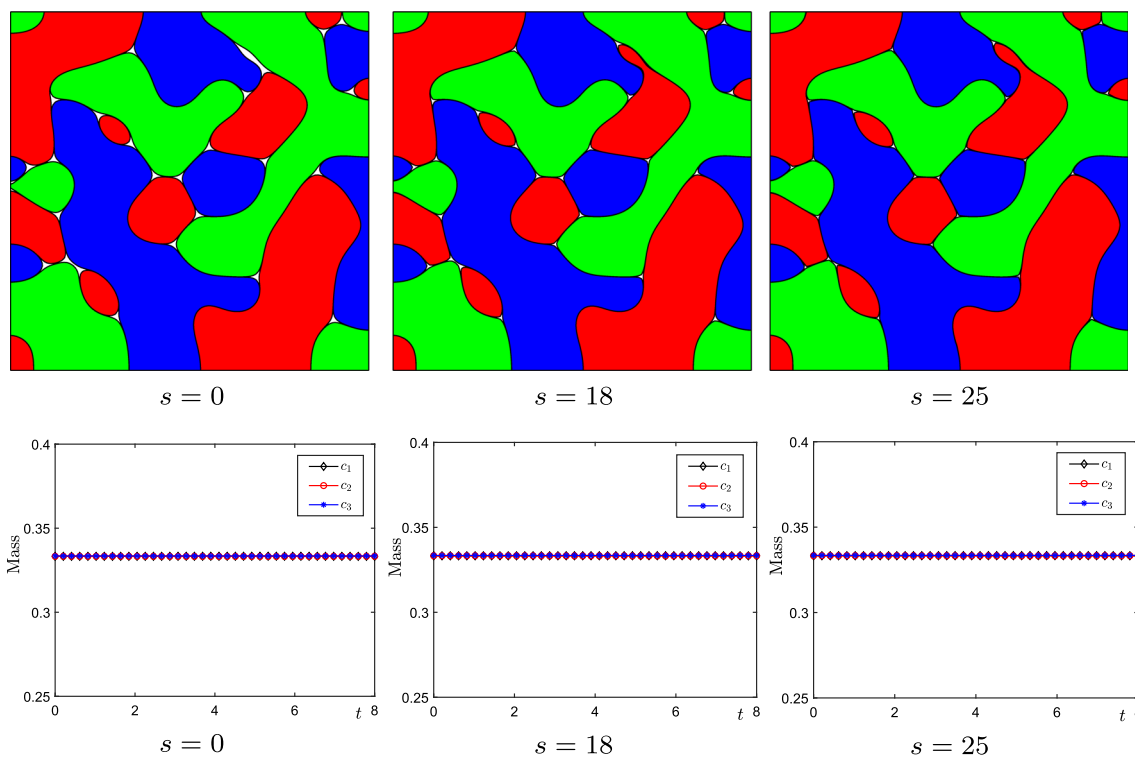 s = 0
s = 18
s = 25
0.4
0.35
0.3
0.25
Mass
c₁
c₂
c₃
0 2 4 6 t 8
s = 0
0.4
0.35
0.3
0.25
Mass
c₁
c₂
c₃
0 2 4 6 t 8
s = 18
0.4
0.35
0.3
0.25
Mass
c₁
c₂
c₃
0 2 4 6 t
s = 25